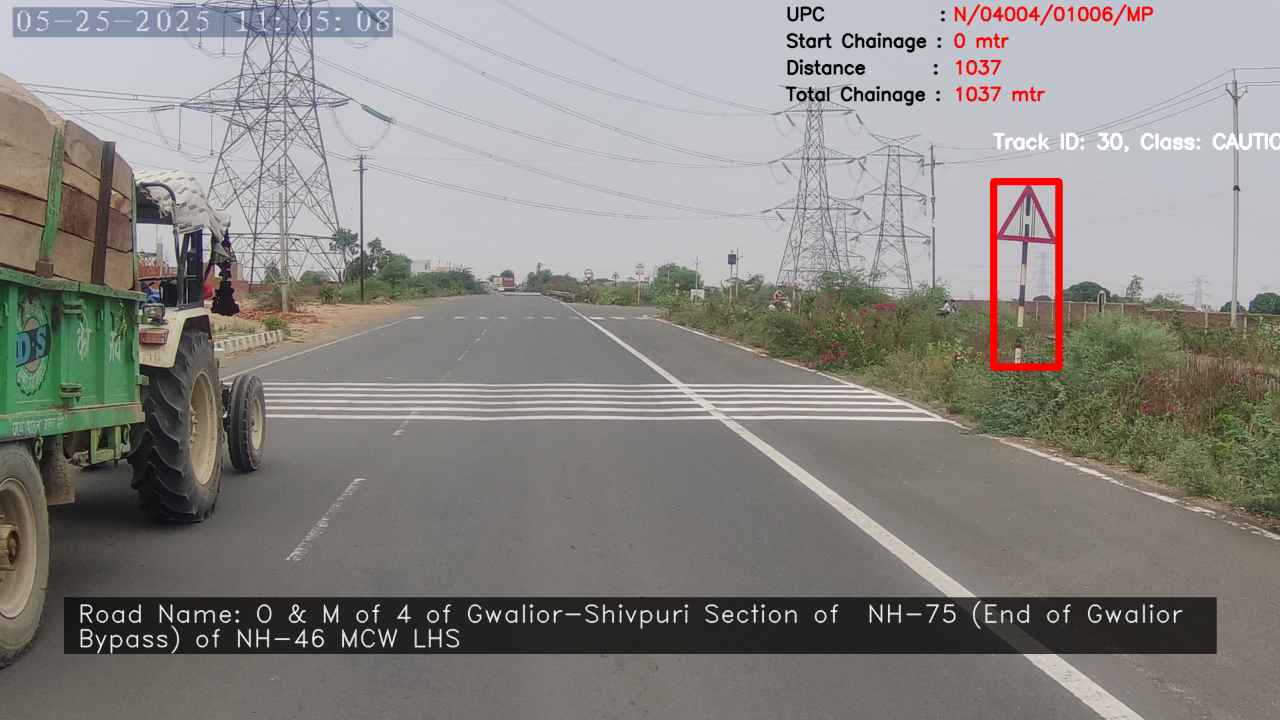 05-25-2025 11:05:08
UPC : N/04004/01006/MP
Start Chainage : 0 mtr
Distance : 1037
Total Chainage : 1037 mtr
Track ID: 30, Class: CAUTIO
DFS
Road Name: O & M of 4 of Gwalior-Shivpuri Section of NH-75 (End of Gwalior
Bypass) of NH-46 MCW LHS